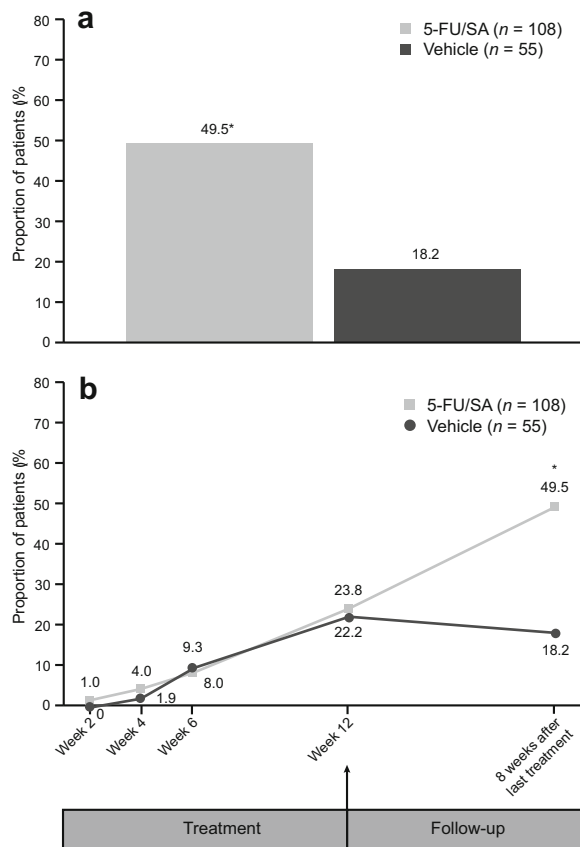 a
5-FU/SA (n = 108)
Vehicle (n = 55)
Proportion of patients (%
80
70
60
50
40
30
20
10
0
49.5*
18.2
b
5-FU/SA (n = 108)
Vehicle (n = 55)
Proportion of patients (%
80
70
60
50
40
30
20
10
0
1.0
0
4.0
1.9
9.3
8.0
23.8
22.2
*
49.5
18.2
Week 2
Week 4
Week 6
Week 12
8 weeks after
last treatment
Treatment
Follow-up